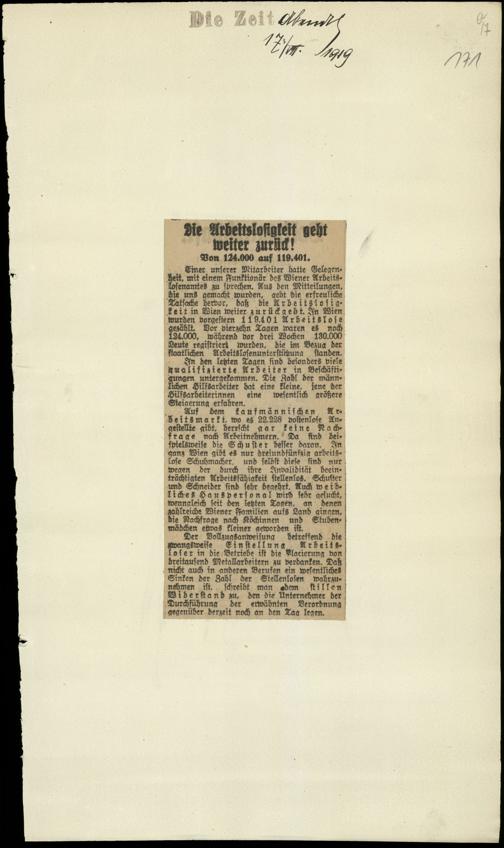 Die Zeit Abendbl
17/VII. 1919
171
Die Arbeitslosigkeit geht
weiter zurück!
Von 124.000 auf 119.401.
Einer unserer Mitarbeiter hatte Gelegen-
heit, mit einem Funktionär des Wiener Arbeits-
losenamtes zu sprechen. Aus den Mitteilungen,
die uns gemacht wurden, geht die erfreuliche
Tatsache hervor, daß die Arbeitslosig-
keit in Wien weiter zurückgeht. In Wien
wurden vorgestern 119.401 Arbeitslose
gezählt. Vor vierzehn Tagen waren es noch
124.000, während vor drei Wochen 130.000
Leute registriert wurden, die im Bezug der
staatlichen Arbeitslosenunterstützung standen.
In den letzten Tagen sind besonders viele
qualifizierte Arbeiter in Beschäfti-
gungen untergekommen. Die Zahl der männ-
lichen Hilfsarbeiter hat eine kleine, jene der
Hilfsarbeiterinnen eine wesentlich größere
Steigerung erfahren.
Auf dem kaufmännischen Ar-
beitsmarkt, wo es 22.228 postenlose An-
gestellte gibt, herrscht gar keine Nach-
frage nach Arbeitnehmern. Da sind bei-
spielsweise die Schuster besser daran. In
ganz Wien gibt es nur dreiundfünfzig arbeits-
lose Schuhmacher, und selbst diese sind nur
wegen der durch ihre Invalidität beein-
trächtigten Arbeitsfähigkeit stellenlos. Schuster
und Schneider sind sehr begehrt. Auch weib-
liches Hauspersonal wird sehr gesucht,
wenngleich seit den letzten Tagen, an denen
zahlreiche Wiener Familien aufs Land gingen,
die Nachfrage nach Köchinnen und Stuben-
mädchen etwas kleiner geworden ist.
Der Vollzugsanweisung betreffend die
zwangsweise Einstellung Arbeits-
loser in die Betriebe ist die Placierung von
dreitausend Metallarbeitern zu verdanken. Daß
nicht auch in anderen Berufen ein wesentliches
Sinken der Zahl der Stellenlosen wahrzu-
nehmen ist, schreibt man dem stillen
Widerstand zu, den die Unternehmer der
Durchführung der erwähnten Verordnung
gegenüber derzeit noch an den Tag legen.